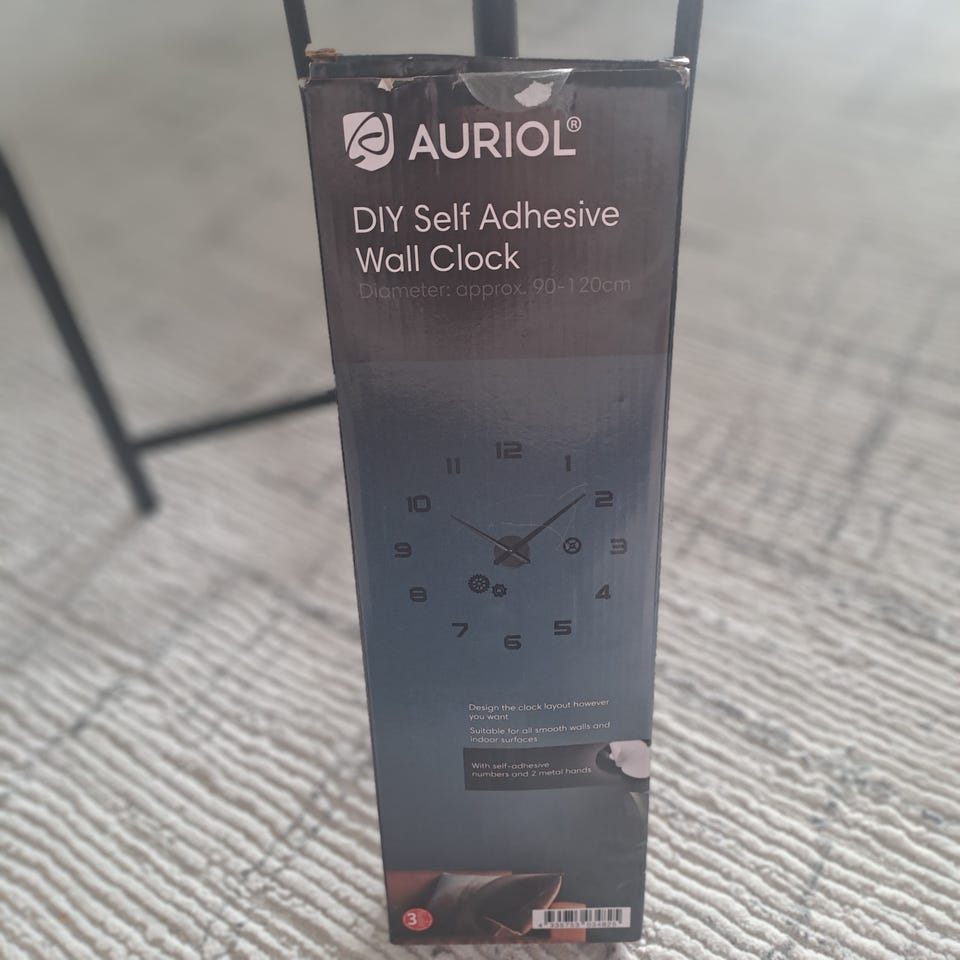 AURIOL®
DIY Self Adhesive
Wall Clock
Diameter: approx. 90-120cm
12
11 1
10 2
9 3
8 4
7 5
6
Design the clock layout however
you want
Suitable for all smooth walls and
indoor surfaces
With self-adhesive
numbers and 2 metal hands
3